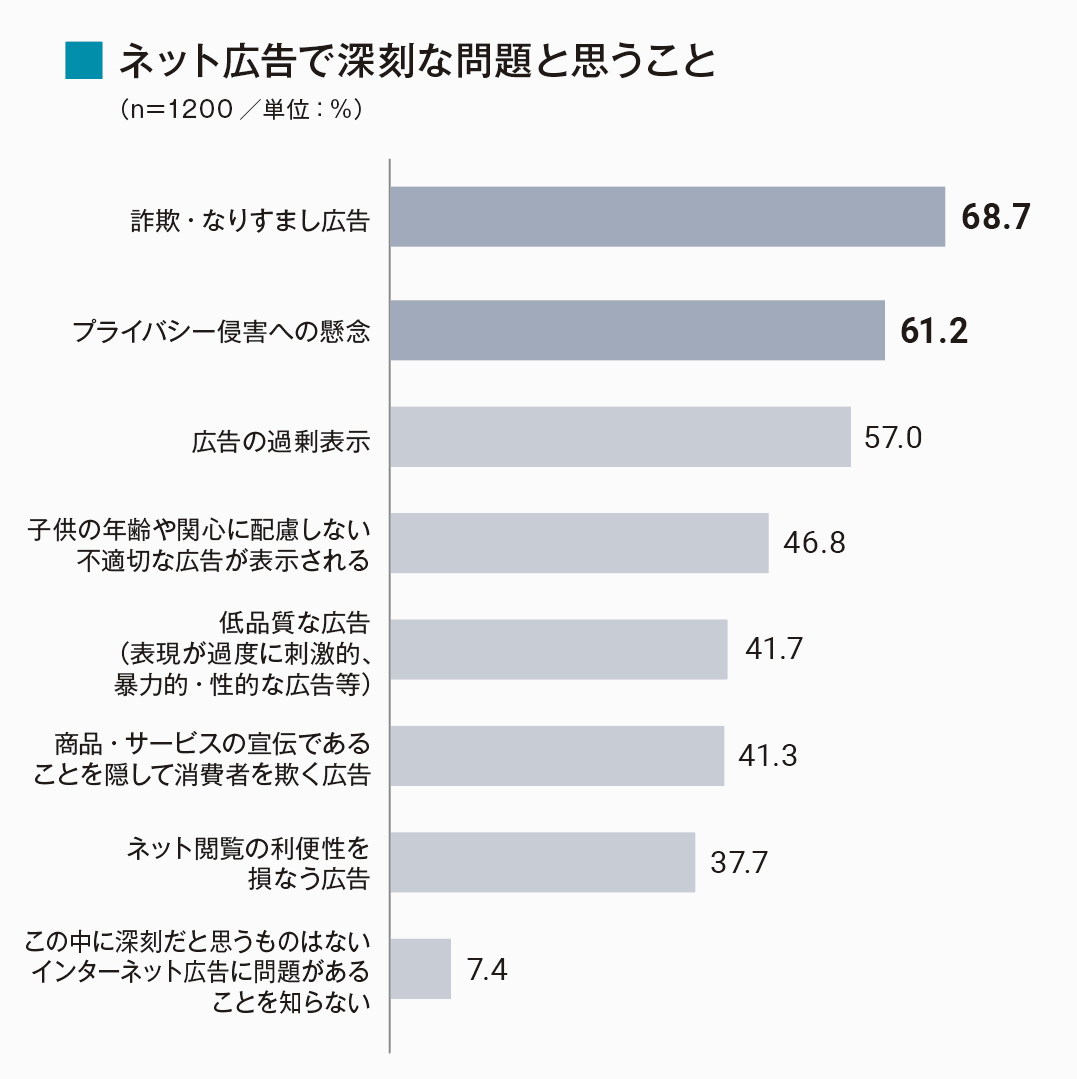 ネット広告で深刻な問題と思うこと
（n＝1200 ／単位：％）
詐欺・なりすまし広告
68.7
プライバシー侵害への懸念
61.2
広告の過剰表示
57.0
子供の年齢や関心に配慮しない
不適切な広告が表示される
46.8
低品質な広告
（表現が過度に刺激的、
暴力的・性的な広告等）
41.7
商品・サービスの宣伝である
ことを隠して消費者を欺く広告
41.3
ネット閲覧の利便性を
損なう広告
37.7
この中に深刻だと思うものはない
インターネット広告に問題がある
ことを知らない
7.4